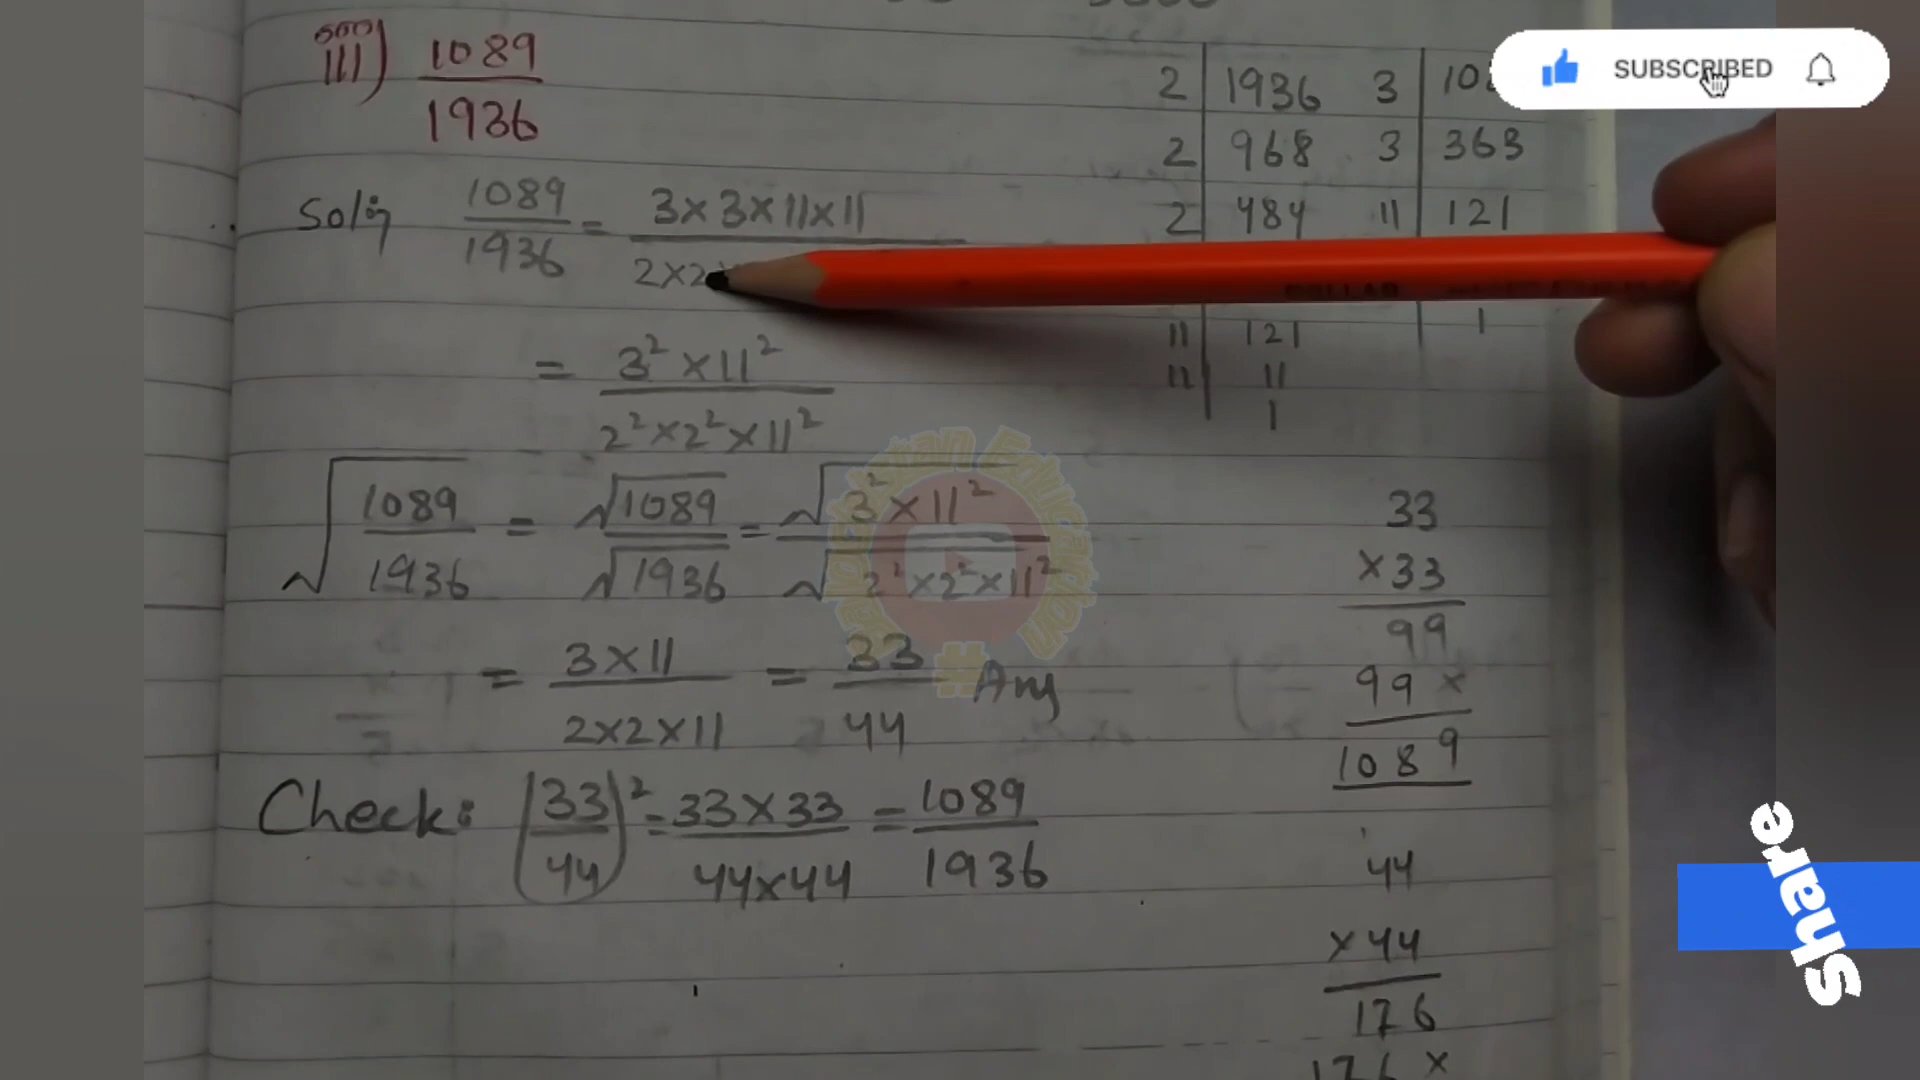 iii) 1089
1936
Sol:
1089 = 3×3×11×11
1936 2×2
= 3²×11²
2²×2²×11²
√1089 = √1089 = √3²×11²
1936 √1936 √2²×2²×11²
= 3×11 = 33 Ans
2×2×11 44
Check: (33)² = 33×33 = 1089
44 44×44 1936
2 1936 3
2 968 3 363
2 484 11 121
11 121 1
11 11
1
33
×33
99
99×
1089
44
×44
176
176×
SUBSCRIBED
Share